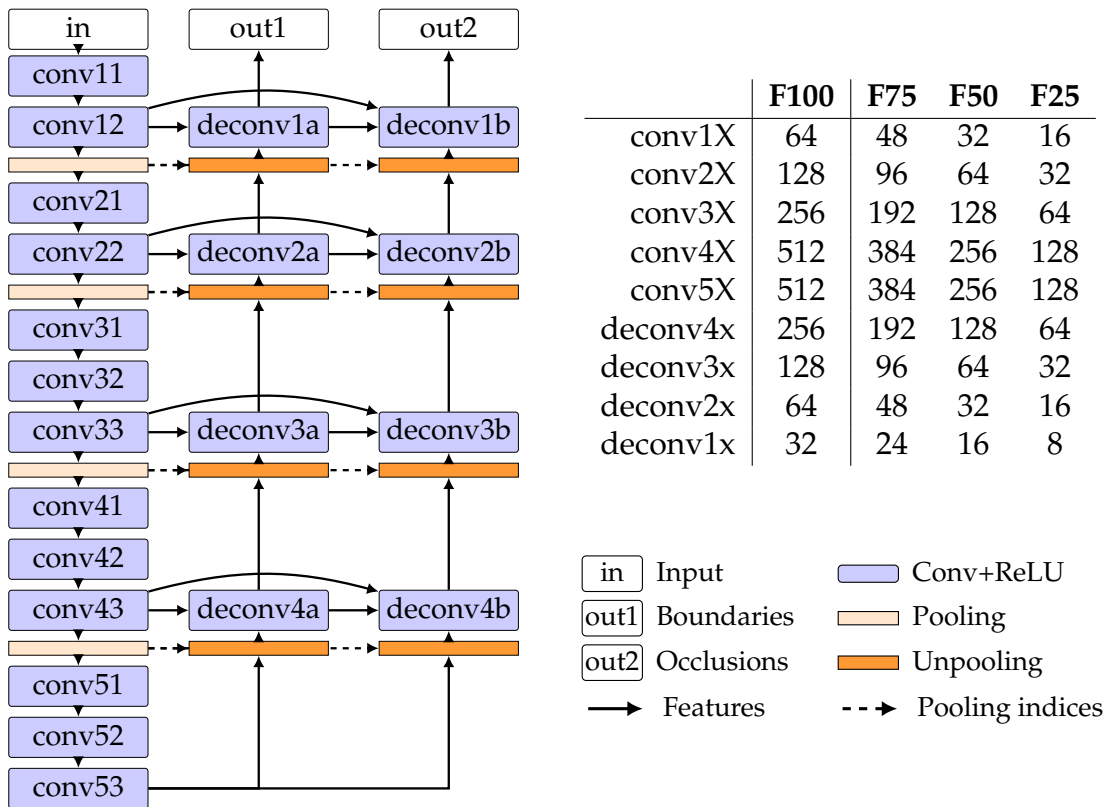 in out1 out2
conv11
conv12 deconv1a deconv1b
conv21
conv22 deconv2a deconv2b
conv31
conv32
conv33 deconv3a deconv3b
conv41
conv42
conv43 deconv4a deconv4b
conv51
conv52
conv53
F100 F75 F50 F25
conv1X 64 48 32 16
conv2X 128 96 64 32
conv3X 256 192 128 64
conv4X 512 384 256 128
conv5X 512 384 256 128
deconv4x 256 192 128 64
deconv3x 128 96 64 32
deconv2x 64 48 32 16
deconv1x 32 24 16 8
in Input Conv+ReLU
out1 Boundaries Pooling
out2 Occlusions Unpooling
Features Pooling indices